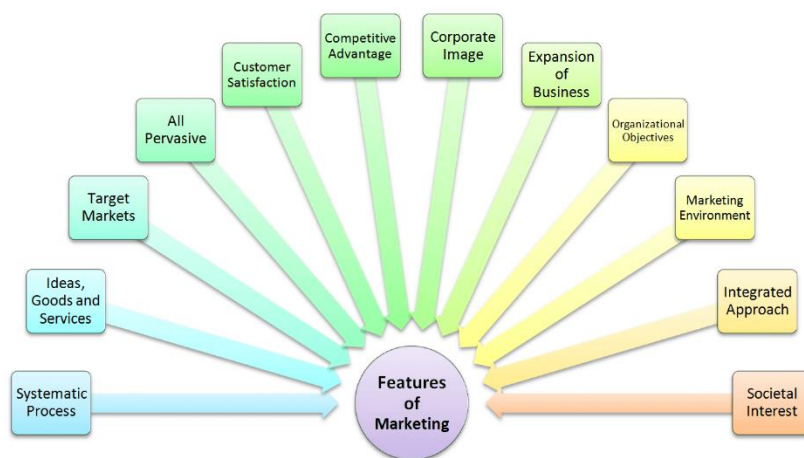 Systematic
Process
Ideas,
Goods and
Services
Target
Markets
All
Pervasive
Customer
Satisfaction
Competitive
Advantage
Corporate
Image
Expansion
of
Business
Organizational
Objectives
Marketing
Environment
Integrated
Approach
Societal
Interest
Features
of
Marketing